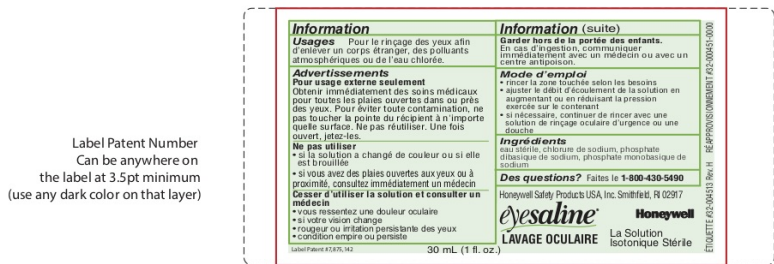 Label Patent Number
Can be anywhere on
the label at 3.5pt minimum
(use any dark color on that layer)
Information
Usages Pour le rinçage des yeux afin
d'enlever un corps étranger, des polluants
atmosphériques ou de l'eau chlorée.
Advertissements
Pour usage externe seulement
Obtenir immédiatement des soins médicaux
pour toutes les plaies ouvertes dans ou près
des yeux. Pour éviter toute contamination, ne
pas toucher la pointe du récipient à n'importe
quelle surface. Ne pas réutiliser. Une fois
ouvert, jetez-les.
Ne pas utiliser
• si la solution a changé de couleur ou si elle
est brouillée
• si vous avez des plaies ouvertes aux yeux ou à
proximité, consultez immédiatement un médecin
Cesser d'utiliser la solution et consulter un
médecin
• vous ressentez une douleur oculaire
• si votre vision change
• rougeur ou irritation persistante des yeux
• condition empire ou persiste
Label Patent #7,875,142
30 mL (1 fl. oz.)
Information (suite)
Garder hors de la portée des enfants.
En cas d'ingestion, communiquer
immédiatement avec un médecin ou avec un
centre antipoison.
Mode d'emploi
• rincer la zone touchée selon les besoins
• ajuster le débit d'écoulement de la solution en
augmentant ou en réduisant la pression
exercée sur le contenant
• si nécessaire, continuer de rincer avec une
solution de rinçage oculaire d'urgence ou une
douche
Ingrédients
eau stérile, chlorure de sodium, phosphate
dibasique de sodium, phosphate monobasique de
sodium
Des questions? Faites le 1-800-430-5490
Honeywell Safety Products USA, Inc. Smithfield, RI 02917
eyesaline
LAVAGE OCULAIRE
Honeywell
La Solution
Isotonique Stérile
ÉTIQUETTE #32-004513 Rev. H RÉAPPROVISIONNEMENT #32-000451-0000